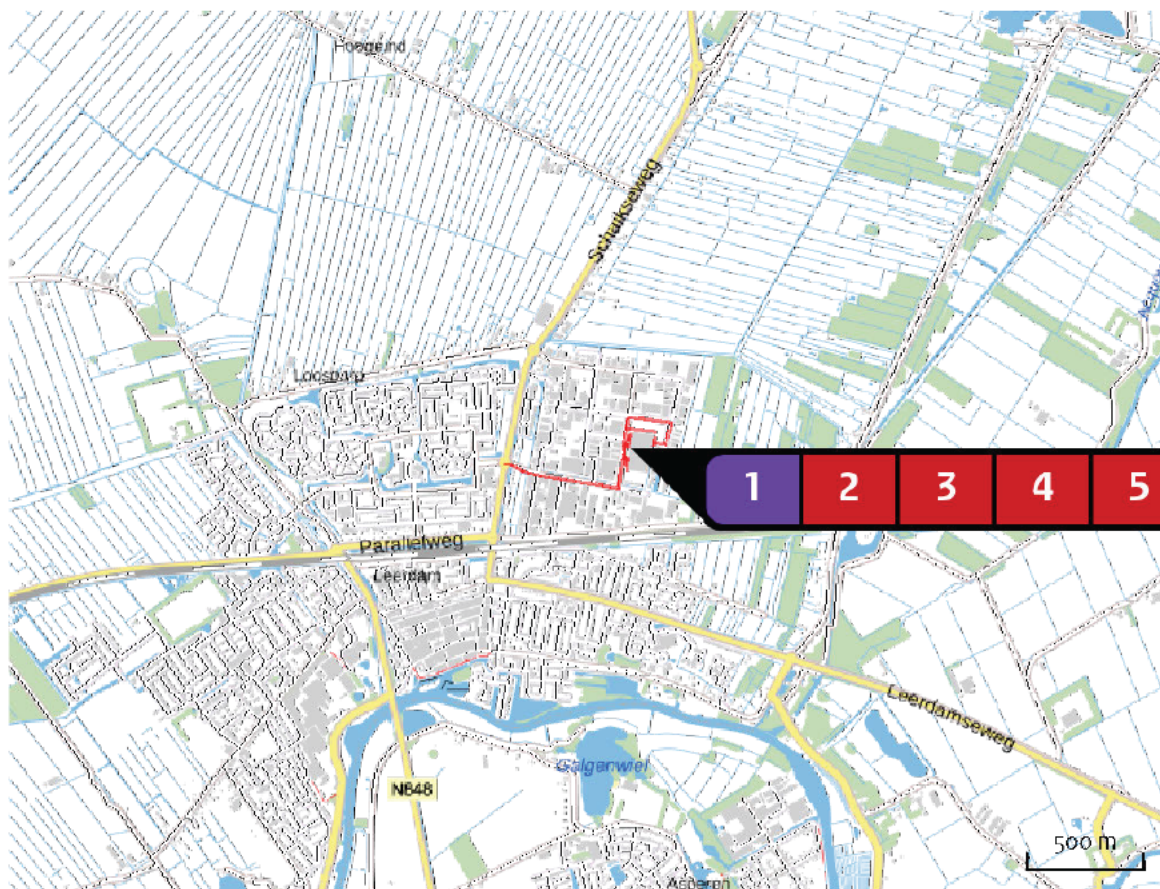 Hoogeind
Schaikseweg
Loosdorp
1 2 3 4 5
Parallelweg
Leerdam
Leerdamseweg
Galgenwiel
N848
500 m
Asperen